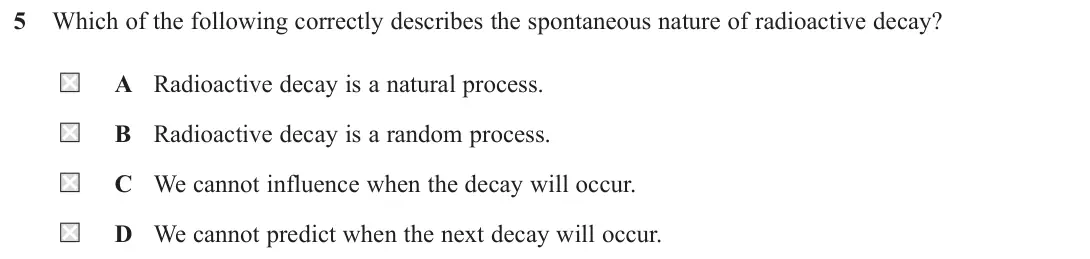 5 Which of the following correctly describes the spontaneous nature of radioactive decay?
A Radioactive decay is a natural process.
B Radioactive decay is a random process.
C We cannot influence when the decay will occur.
D We cannot predict when the next decay will occur.